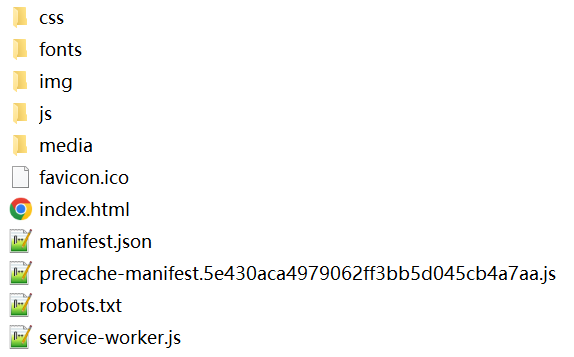 css
fonts
img
js
media
favicon.ico
index.html
manifest.json
precache-manifest.5e430aca4979062ff3bb5d045cb4a7aa.js
robots.txt
service-worker.js